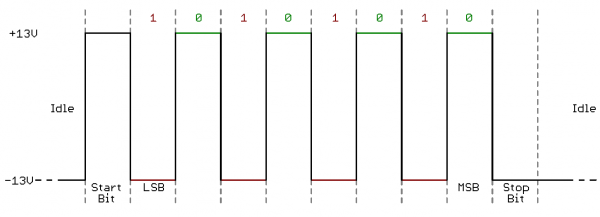 1 0 1 0 1 0 1 0
+13V
Idle Idle
-13V
Start Bit LSB MSB Stop Bit